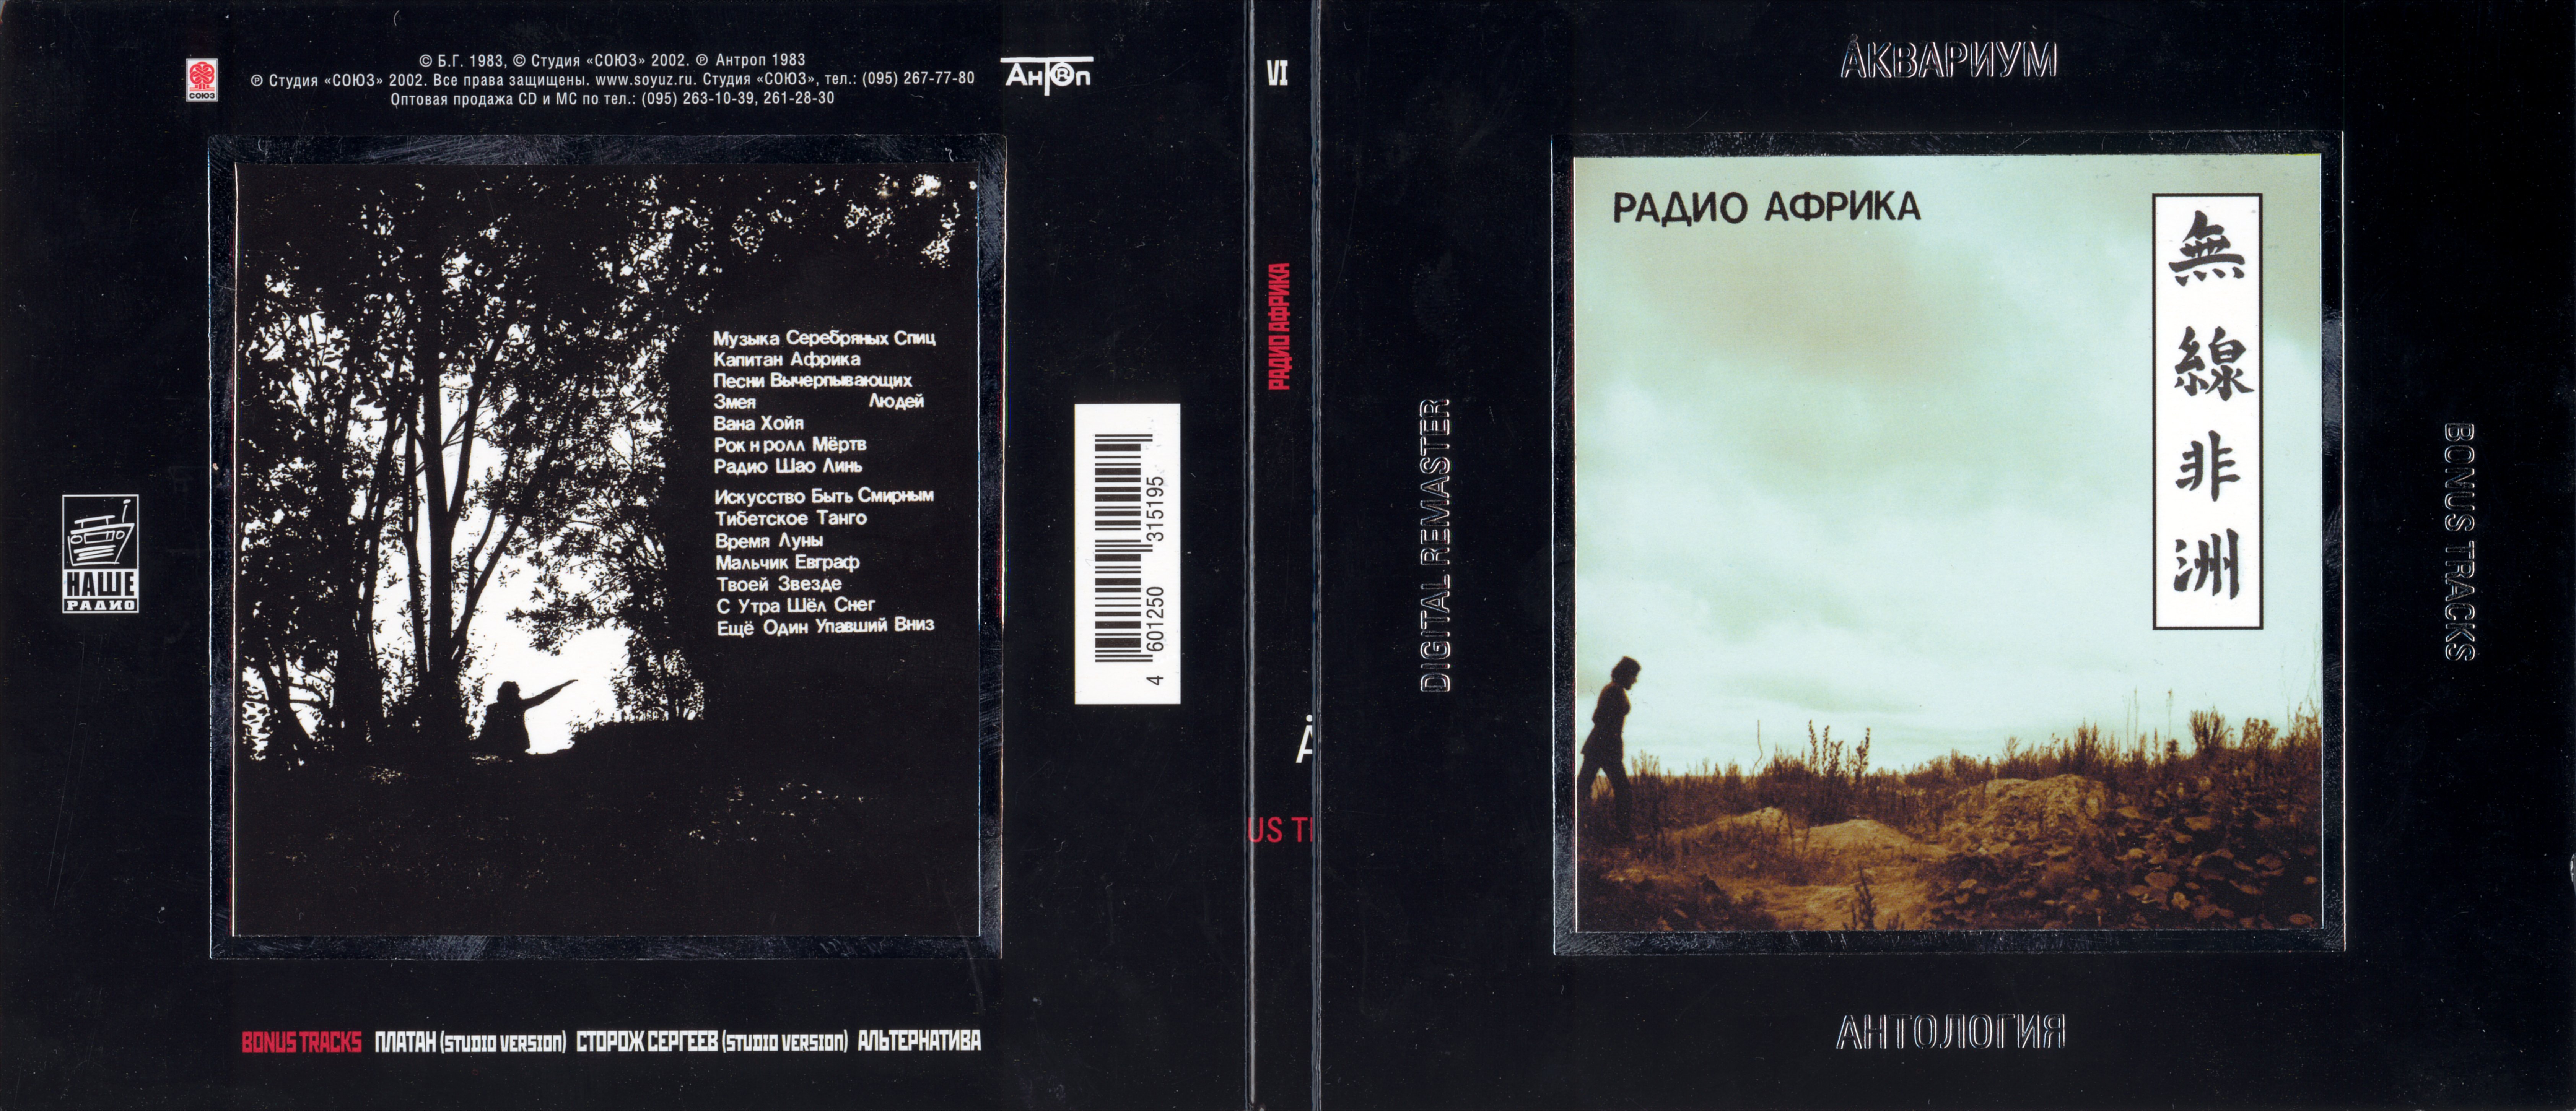 © Б.Г. 1983, © Студия «СОЮЗ» 2002. ℗ Антроп 1983
℗ Студия «СОЮЗ» 2002. Все права защищены. www.soyuz.ru. Студия «СОЮЗ», тел.: (095) 267-77-80
Оптовая продажа CD и МС по тел.: (095) 263-10-39, 261-28-30
СОЮЗ
АнтRоп
Музыка Серебряных Спиц
Капитан Африка
Песни Вычерпывающих
Змея Людей
Вана Хойя
Рок н ролл Мёртв
Радио Шао Линь
Искусство Быть Смирным
Тибетское Танго
Время Луны
Мальчик Евграф
Твоей Звезде
С Утра Шёл Снег
Ещё Один Упавший Вниз
НАШЕ
РАДИО
BONUS TRACKS ПЛАТАН (STUDIO VERSION) СТОРОЖ СЕРГЕЕВ (STUDIO VERSION) АЛЬТЕРНАТИВА
4 601250 315195
VI
РАДИО АФРИКА
US T
АКВАРИУМ
DIGITAL REMASTER
РАДИО АФРИКА
無線非洲
BONUS TRACKS
АНТОЛОГИЯ